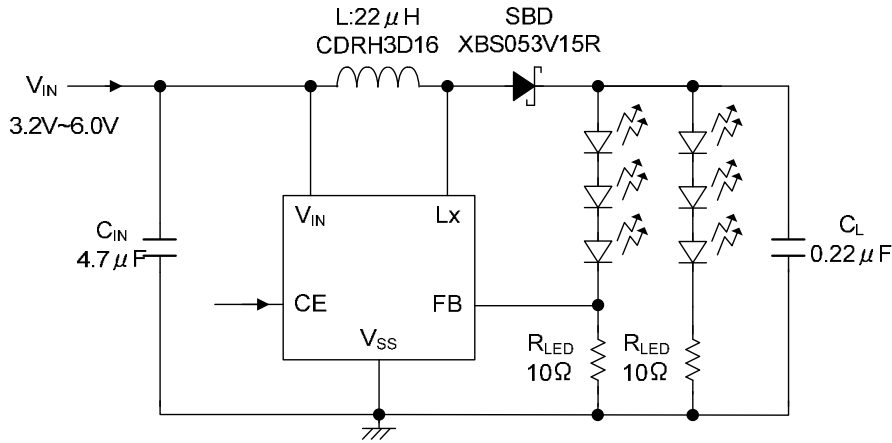 L:22μH
CDRH3D16
SBD
XBS053V15R
VIN
3.2V~6.0V
VIN
Lx
CIN
4.7μF
CL
0.22μF
CE
FB
VSS
RLED
10Ω
RLED
10Ω